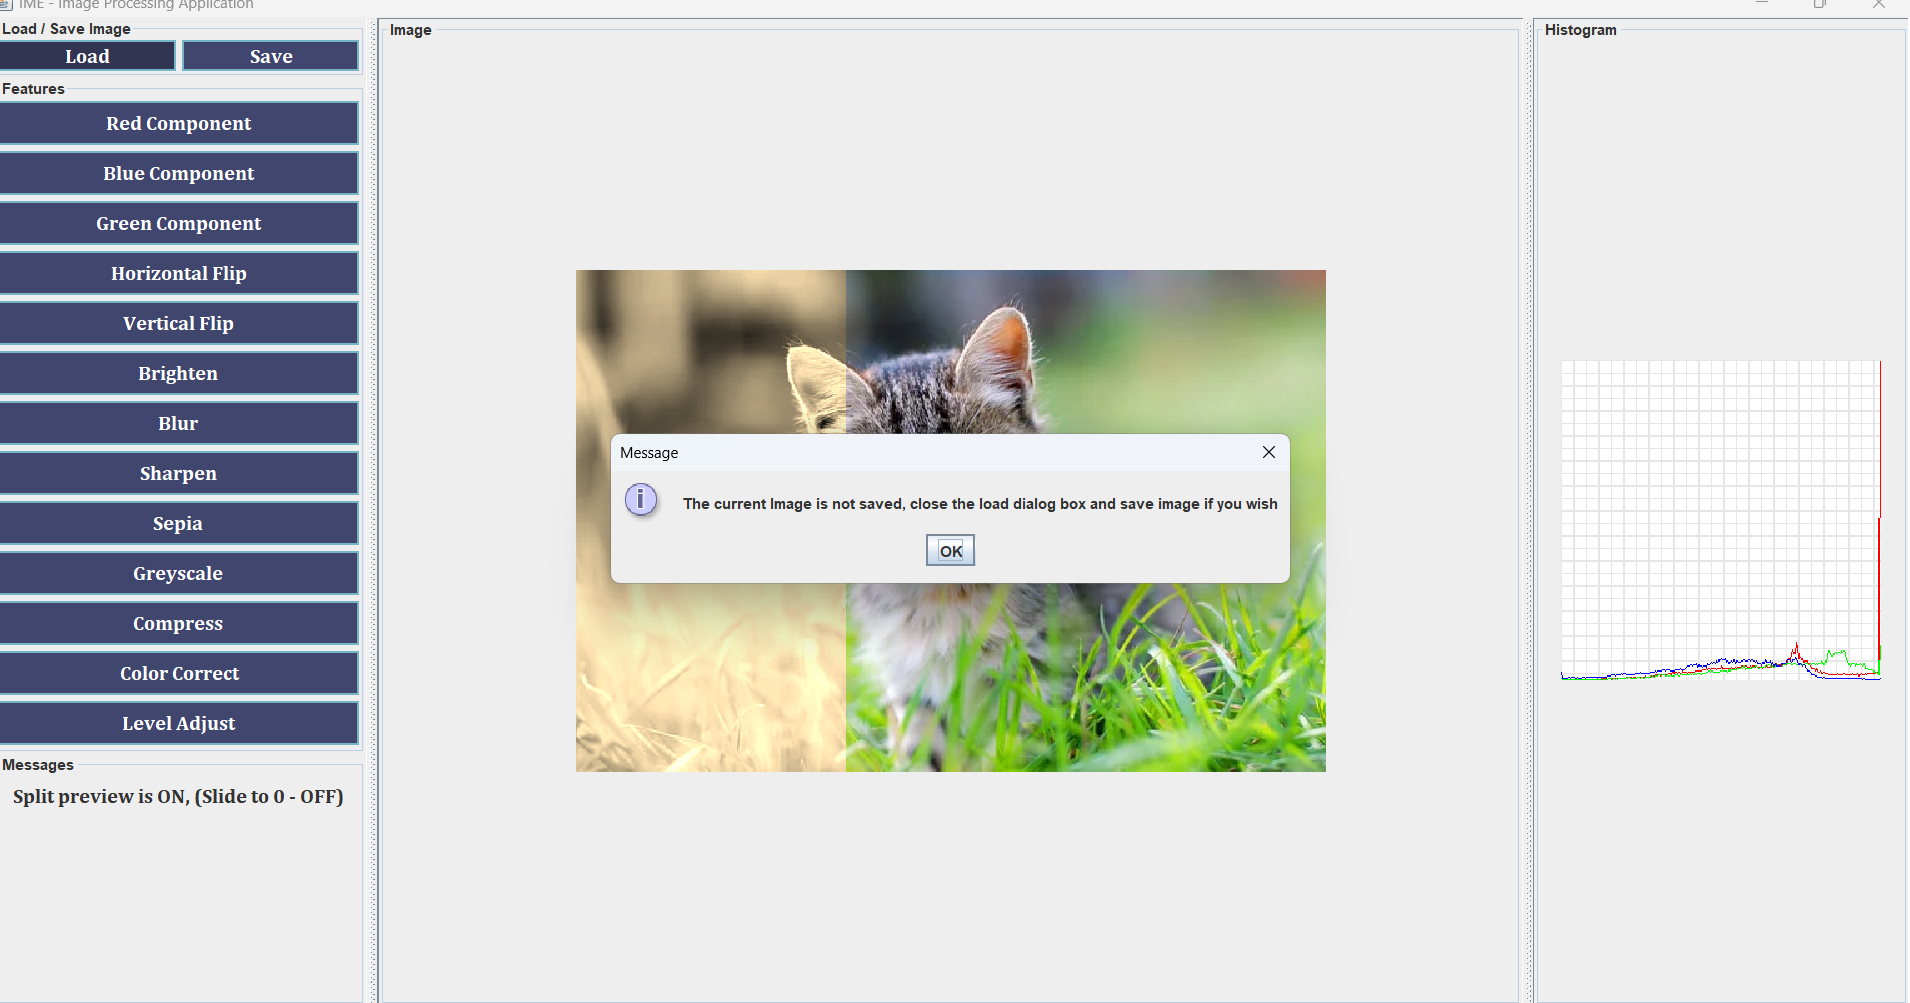 IME - Image Processing Application
Load / Save Image
Load
Save
Features
Red Component
Blue Component
Green Component
Horizontal Flip
Vertical Flip
Brighten
Blur
Sharpen
Sepia
Greyscale
Compress
Color Correct
Level Adjust
Messages
Split preview is ON, (Slide to 0 - OFF)
Image
Message
The current Image is not saved, close the load dialog box and save image if you wish
OK
Histogram